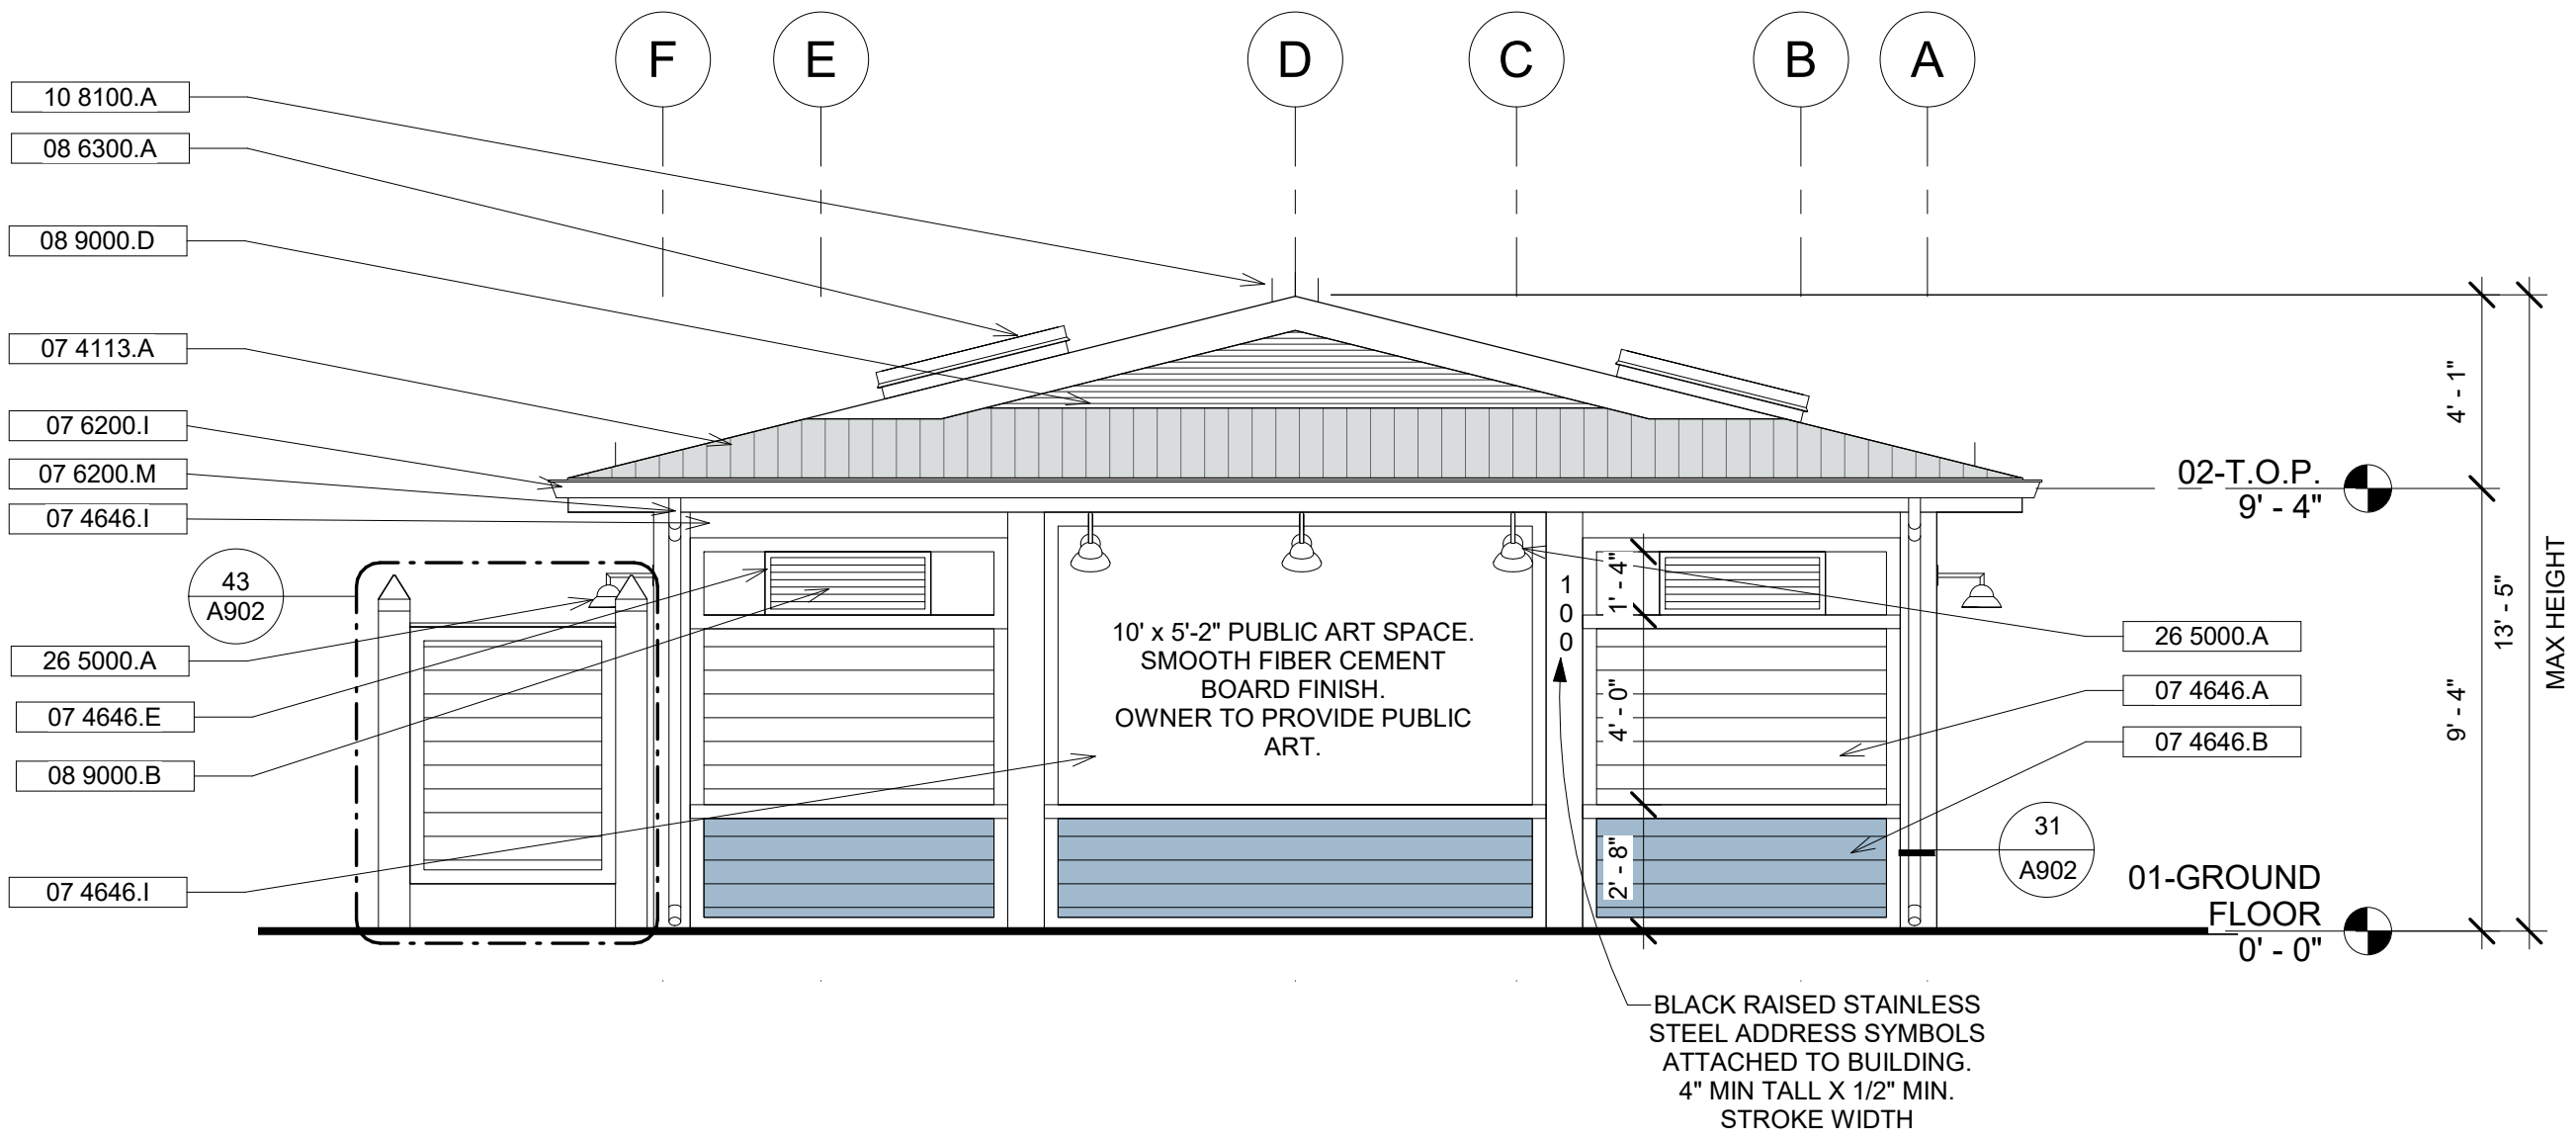 F
E
D
C
B
A
10 8100.A
08 6300.A
08 9000.D
07 4113.A
07 6200.I
07 6200.M
07 4646.I
43
A902
26 5000.A
07 4646.E
08 9000.B
07 4646.I
10' x 5'-2" PUBLIC ART SPACE.
SMOOTH FIBER CEMENT
BOARD FINISH.
OWNER TO PROVIDE PUBLIC
ART.
1
0
0
1' - 4"
4' - 0"
2' - 8"
26 5000.A
07 4646.A
07 4646.B
31
A902
02-T.O.P.
9' - 4"
01-GROUND
FLOOR
0' - 0"
4' - 1"
9' - 4"
13' - 5"
MAX HEIGHT
BLACK RAISED STAINLESS
STEEL ADDRESS SYMBOLS
ATTACHED TO BUILDING.
4" MIN TALL X 1/2" MIN.
STROKE WIDTH